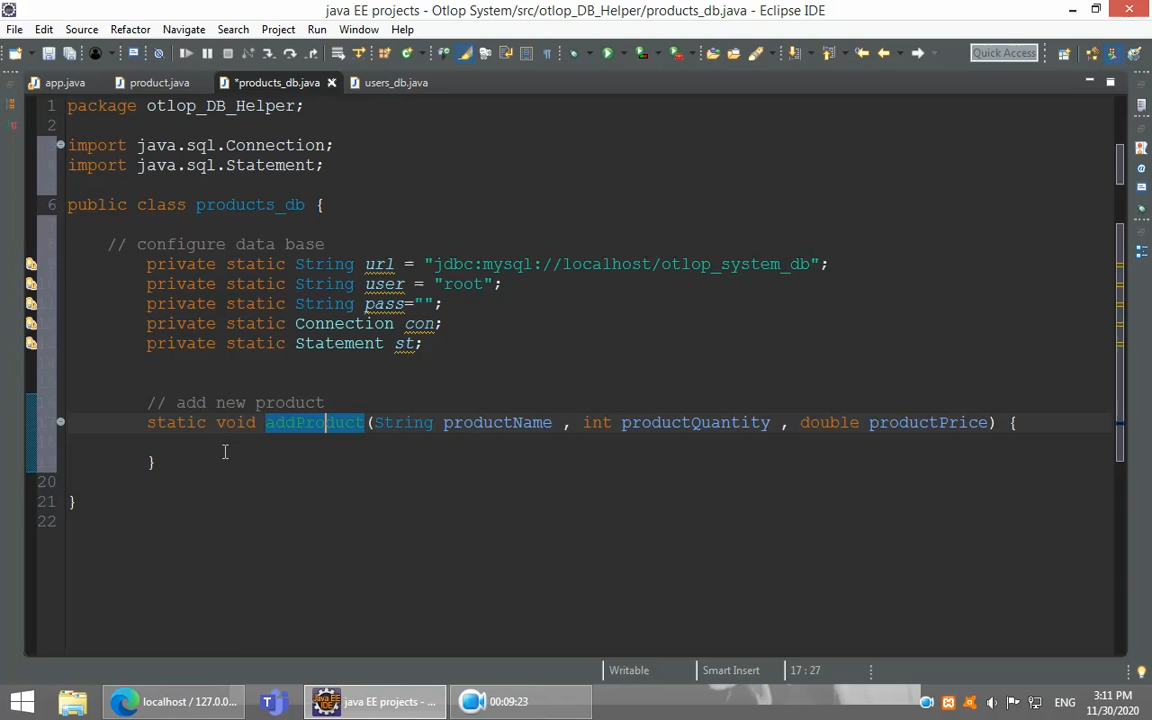 java EE projects - Otlop System/src/otlop_DB_Helper/products_db.java - Eclipse IDE
File Edit Source Refactor Navigate Search Project Run Window Help
Quick Access
app.java product.java *products_db.java users_db.java
1 package otlop_DB_Helper;
2
import java.sql.Connection;
import java.sql.Statement;
6 public class products_db {
// configure data base
private static String url = "jdbc:mysql://localhost/otlop_system_db";
private static String user = "root";
private static String pass="";
private static Connection con;
private static Statement st;
// add new product
static void addProduct(String productName , int productQuantity , double productPrice) {
}
20
21 }
22
Writable Smart Insert 17 : 27
localhost / 127.0.0... java EE projects - ... 00:09:23 ENG 3:11 PM
11/30/2020